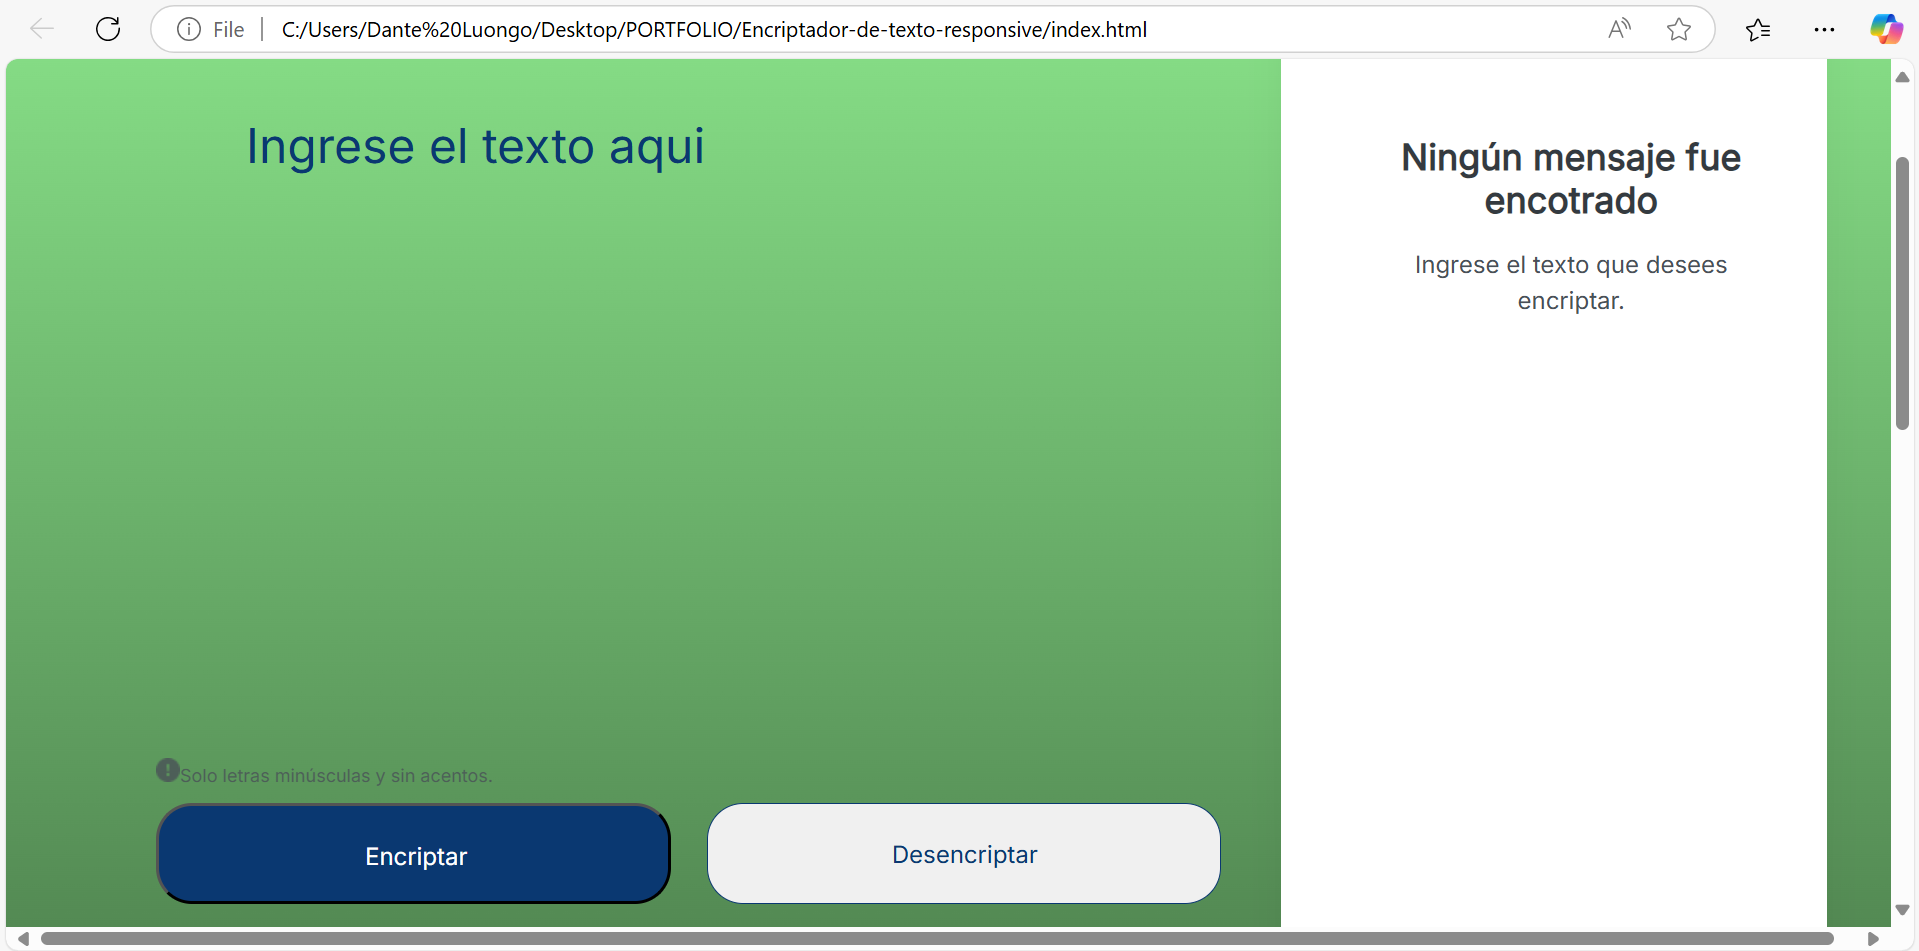 File
C:/Users/Dante%20Luongo/Desktop/PORTFOLIO/Encriptador-de-texto-responsive/index.html
Ingrese el texto aqui
Ningún mensaje fue
encotrado
Ingrese el texto que desees
encriptar.
Solo letras minúsculas y sin acentos.
Encriptar
Desencriptar